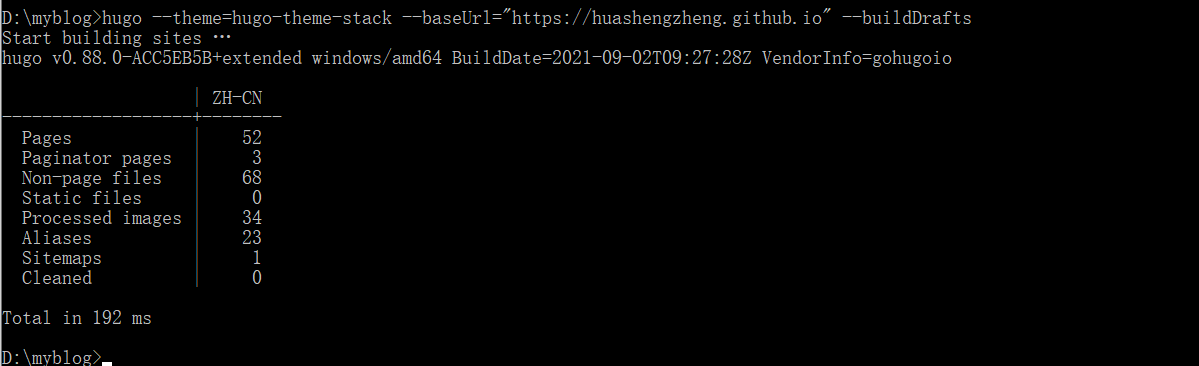 D:\myblog>hugo --theme=hugo-theme-stack --baseUrl="https://huashengzheng.github.io" --buildDrafts
Start building sites …
hugo v0.88.0-ACC5EB5B+extended windows/amd64 BuildDate=2021-09-02T09:27:28Z VendorInfo=gohugoio
| ZH-CN
-------------------+--------
Pages | 52
Paginator pages | 3
Non-page files | 68
Static files | 0
Processed images | 34
Aliases | 23
Sitemaps | 1
Cleaned | 0
Total in 192 ms
D:\myblog>